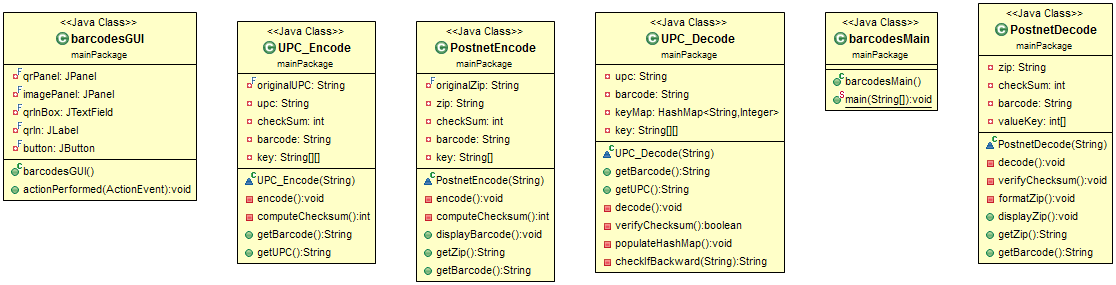 <<Java Class>>
barcodesGUI
mainPackage
qrPanel: JPanel
imagePanel: JPanel
qrInBox: JTextField
qrIn: JLabel
button: JButton
barcodesGUI()
actionPerformed(ActionEvent):void
<<Java Class>>
UPC_Encode
mainPackage
originalUPC: String
upc: String
checkSum: int
barcode: String
key: String[][]
UPC_Encode(String)
encode():void
computeChecksum():int
getBarcode():String
getUPC():String
<<Java Class>>
PostnetEncode
mainPackage
originalZip: String
zip: String
checkSum: int
barcode: String
key: String[]
PostnetEncode(String)
encode():void
computeChecksum():int
displayBarcode():void
getZip():String
getBarcode():String
<<Java Class>>
UPC_Decode
mainPackage
upc: String
barcode: String
keyMap: HashMap<String,Integer>
key: String[][]
UPC_Decode(String)
getBarcode():String
getUPC():String
decode():void
verifyChecksum():boolean
populateHashMap():void
checkIfBackward(String):String
<<Java Class>>
barcodesMain
mainPackage
barcodesMain()
main(String[]):void
<<Java Class>>
PostnetDecode
mainPackage
zip: String
checkSum: int
barcode: String
valueKey: int[]
PostnetDecode(String)
decode():void
verifyChecksum():void
formatZip():void
displayZip():void
getZip():String
getBarcode():String